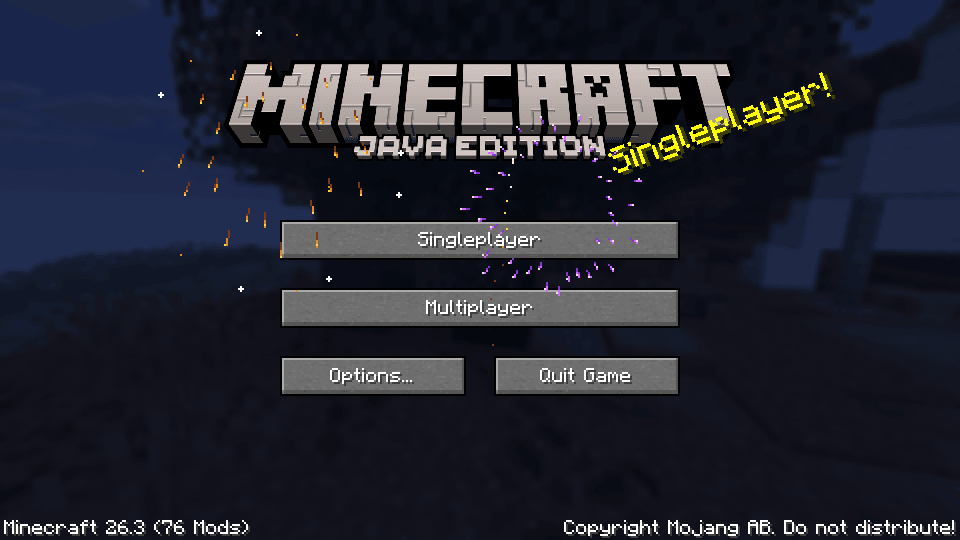 MINECRAFT
JAVA EDITION
Singleplayer!
Singleplayer
Multiplayer
Options...
Quit Game
Minecraft 26.3 (76 Mods)
Copyright Mojang AB. Do not distribute!